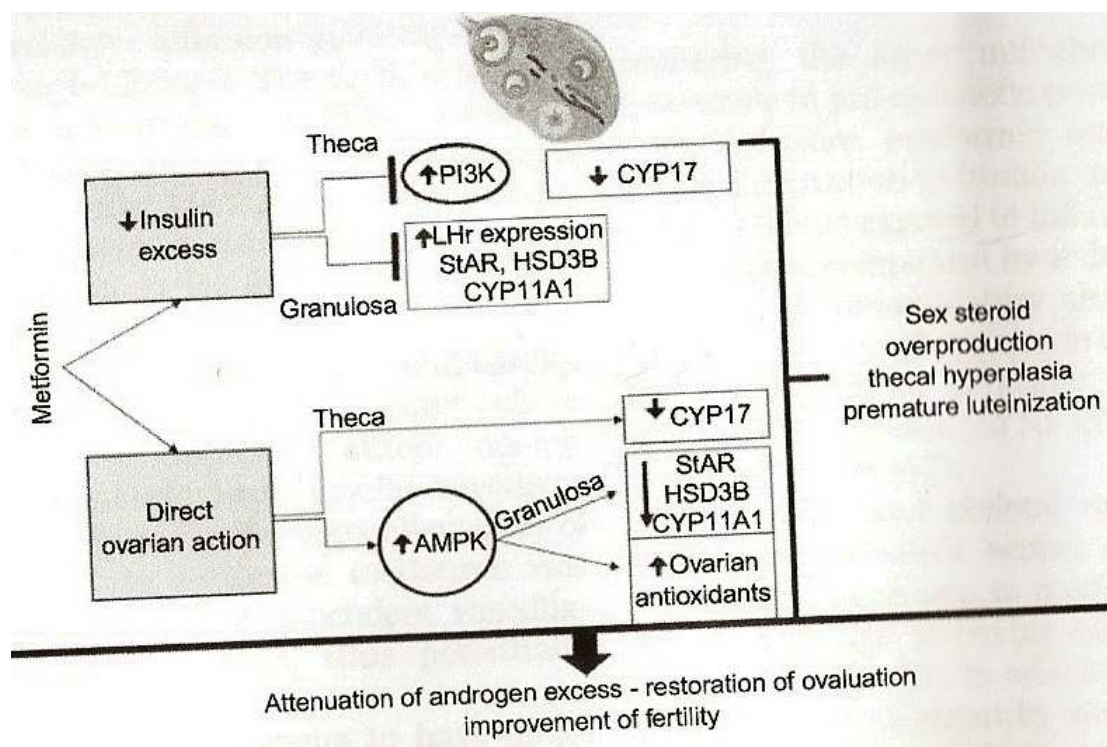 Theca
↑PI3K
↓ CYP17
↓Insulin
excess
↑LHr expression
StAR, HSD3B
CYP11A1
Granulosa
Metformin
Sex steroid
overproduction
thecal hyperplasia
premature luteinization
Theca
↓ CYP17
Direct
ovarian action
↑AMPK
Granulosa
StAR
HSD3B
↓CYP11A1
↑Ovarian
antioxidants
Attenuation of androgen excess - restoration of ovaluation
improvement of fertility